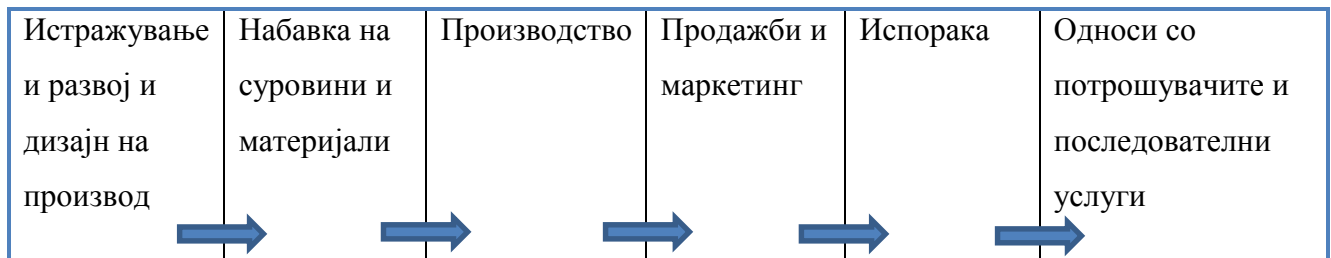 Истражување
и развој и
дизајн на
производ
Набавка на
суровини и
материјали
Производство
Продажби и
маркетинг
Испорака
Односи со
потрошувачите и
последователни
услуги